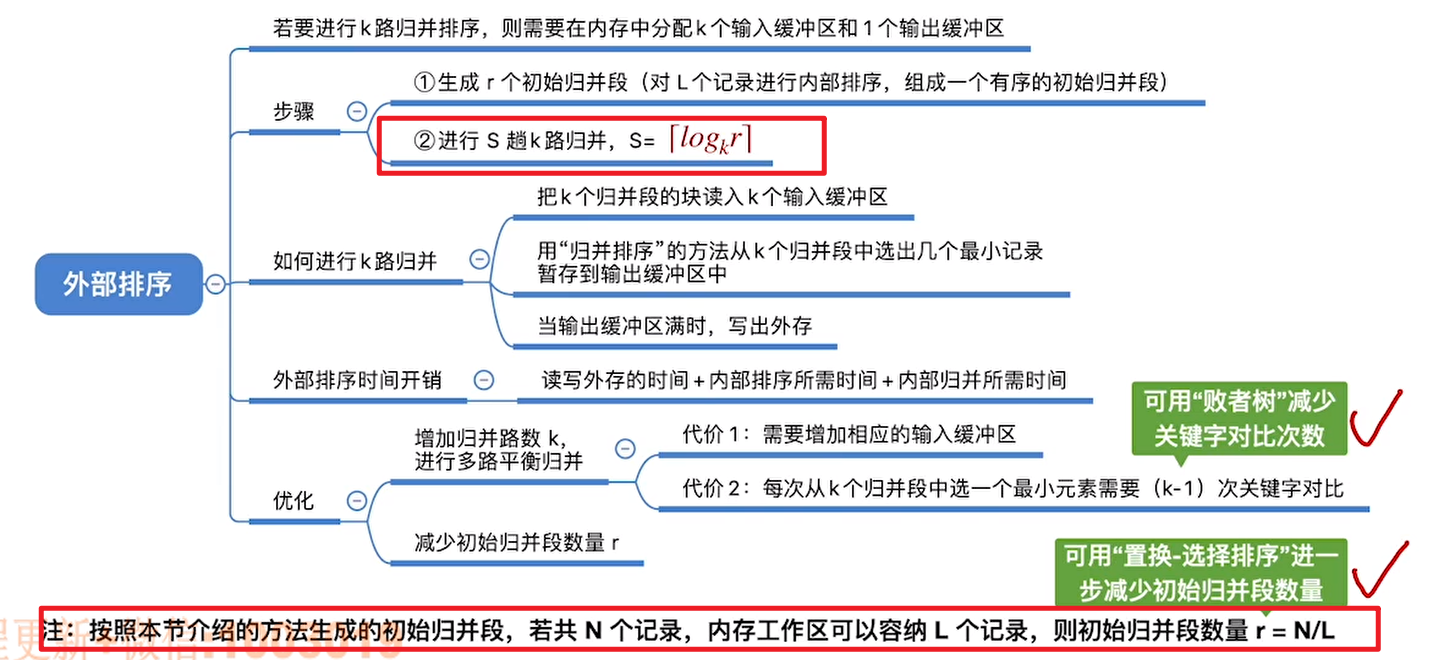 若要进行k路归并排序，则需要在内存中分配k个输入缓冲区和1个输出缓冲区
①生成 r 个初始归并段（对 L个记录进行内部排序，组成一个有序的初始归并段）
步骤
②进行 S 趟k路归并，S= ⌈logₖr⌉
把k个归并段的块读入k个输入缓冲区
如何进行k路归并
用“归并排序”的方法从k个归并段中选出几个最小记录
暂存到输出缓冲区中
外部排序
当输出缓冲区满时，写出外存
外部排序时间开销
读写外存的时间+内部排序所需时间+内部归并所需时间
可用“败者树”减少
关键字对比次数
增加归并路数 k，
进行多路平衡归并
代价 1：需要增加相应的输入缓冲区
代价 2：每次从k个归并段中选一个最小元素需要（k-1）次关键字对比
优化
减少初始归并段数量 r
可用“置换-选择排序”进一
步减少初始归并段数量
注：按照本节介绍的方法生成的初始归并段，若共 N 个记录，内存工作区可以容纳 L 个记录，则初始归并段数量 r = N/L